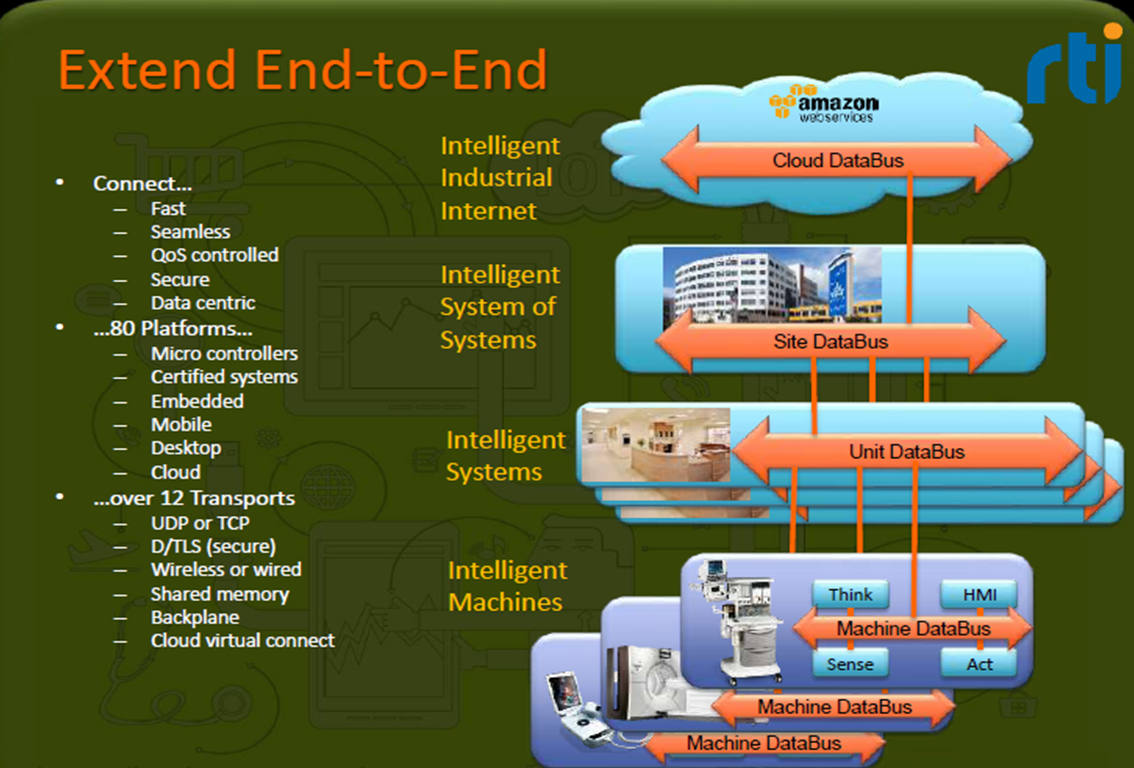 Extend End-to-End
rti
• Connect...
– Fast
– Seamless
– QoS controlled
– Secure
– Data centric
• ...80 Platforms...
– Micro controllers
– Certified systems
– Embedded
– Mobile
– Desktop
– Cloud
• ...over 12 Transports
– UDP or TCP
– D/TLS (secure)
– Wireless or wired
– Shared memory
– Backplane
– Cloud virtual connect
Intelligent
Industrial
Internet
amazon
webservices
Cloud DataBus
Intelligent
System of
Systems
Site DataBus
Intelligent
Systems
Unit DataBus
Intelligent
Machines
Think
HMI
Machine DataBus
Sense
Act
Machine DataBus
Machine DataBus